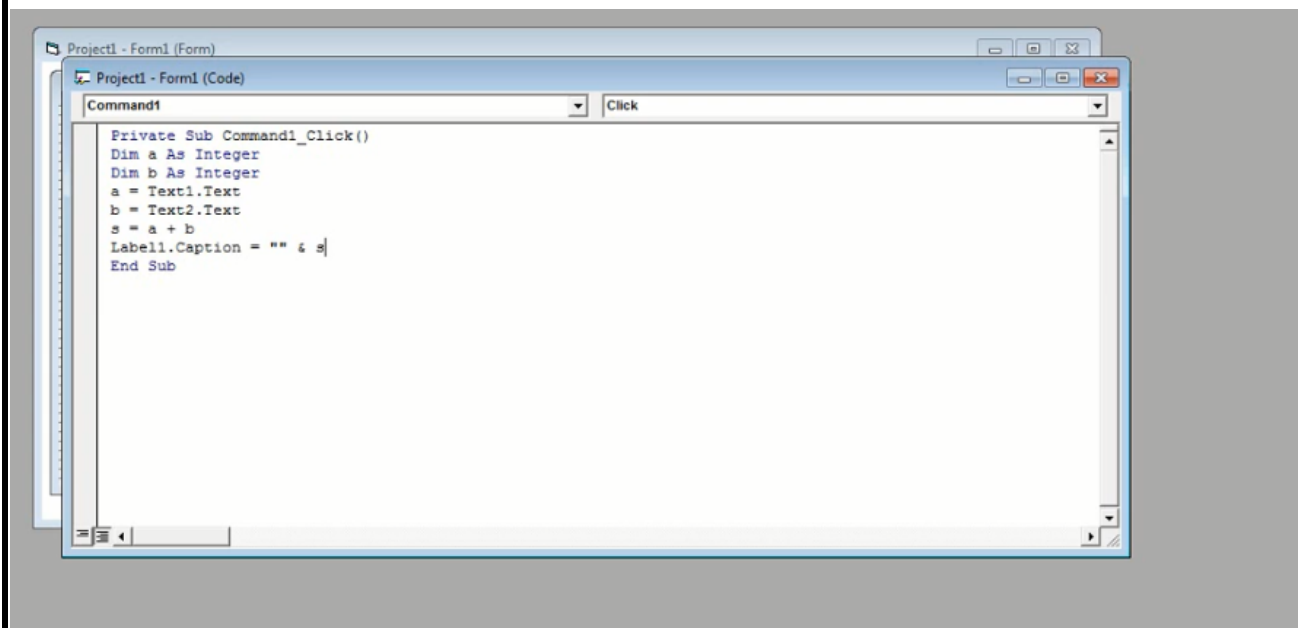 Project1 - Form1 (Form)
Project1 - Form1 (Code)
Command1 Click
Private Sub Command1_Click()
Dim a As Integer
Dim b As Integer
a = Text1.Text
b = Text2.Text
s = a + b
Label1.Caption = "" & s
End Sub